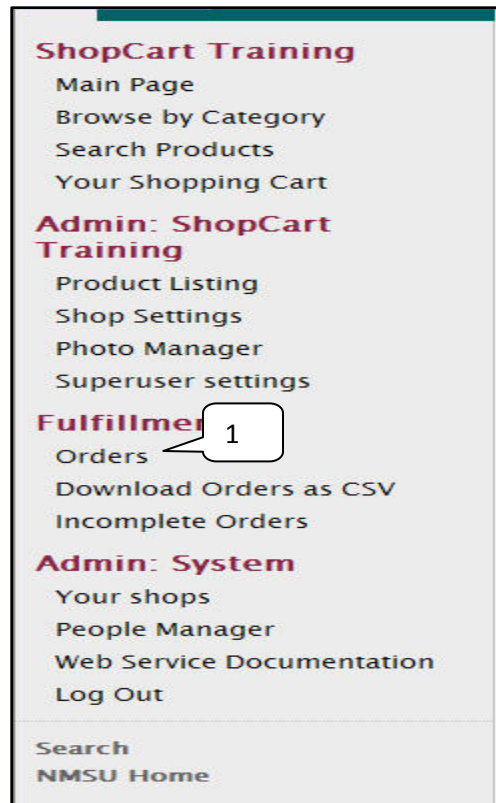 ShopCart Training
Main Page
Browse by Category
Search Products
Your Shopping Cart
Admin: ShopCart
Training
Product Listing
Shop Settings
Photo Manager
Superuser settings
1
Orders
Download Orders as CSV
Incomplete Orders
Admin: System
Your shops
People Manager
Web Service Documentation
Log Out
Search
NMSU Home